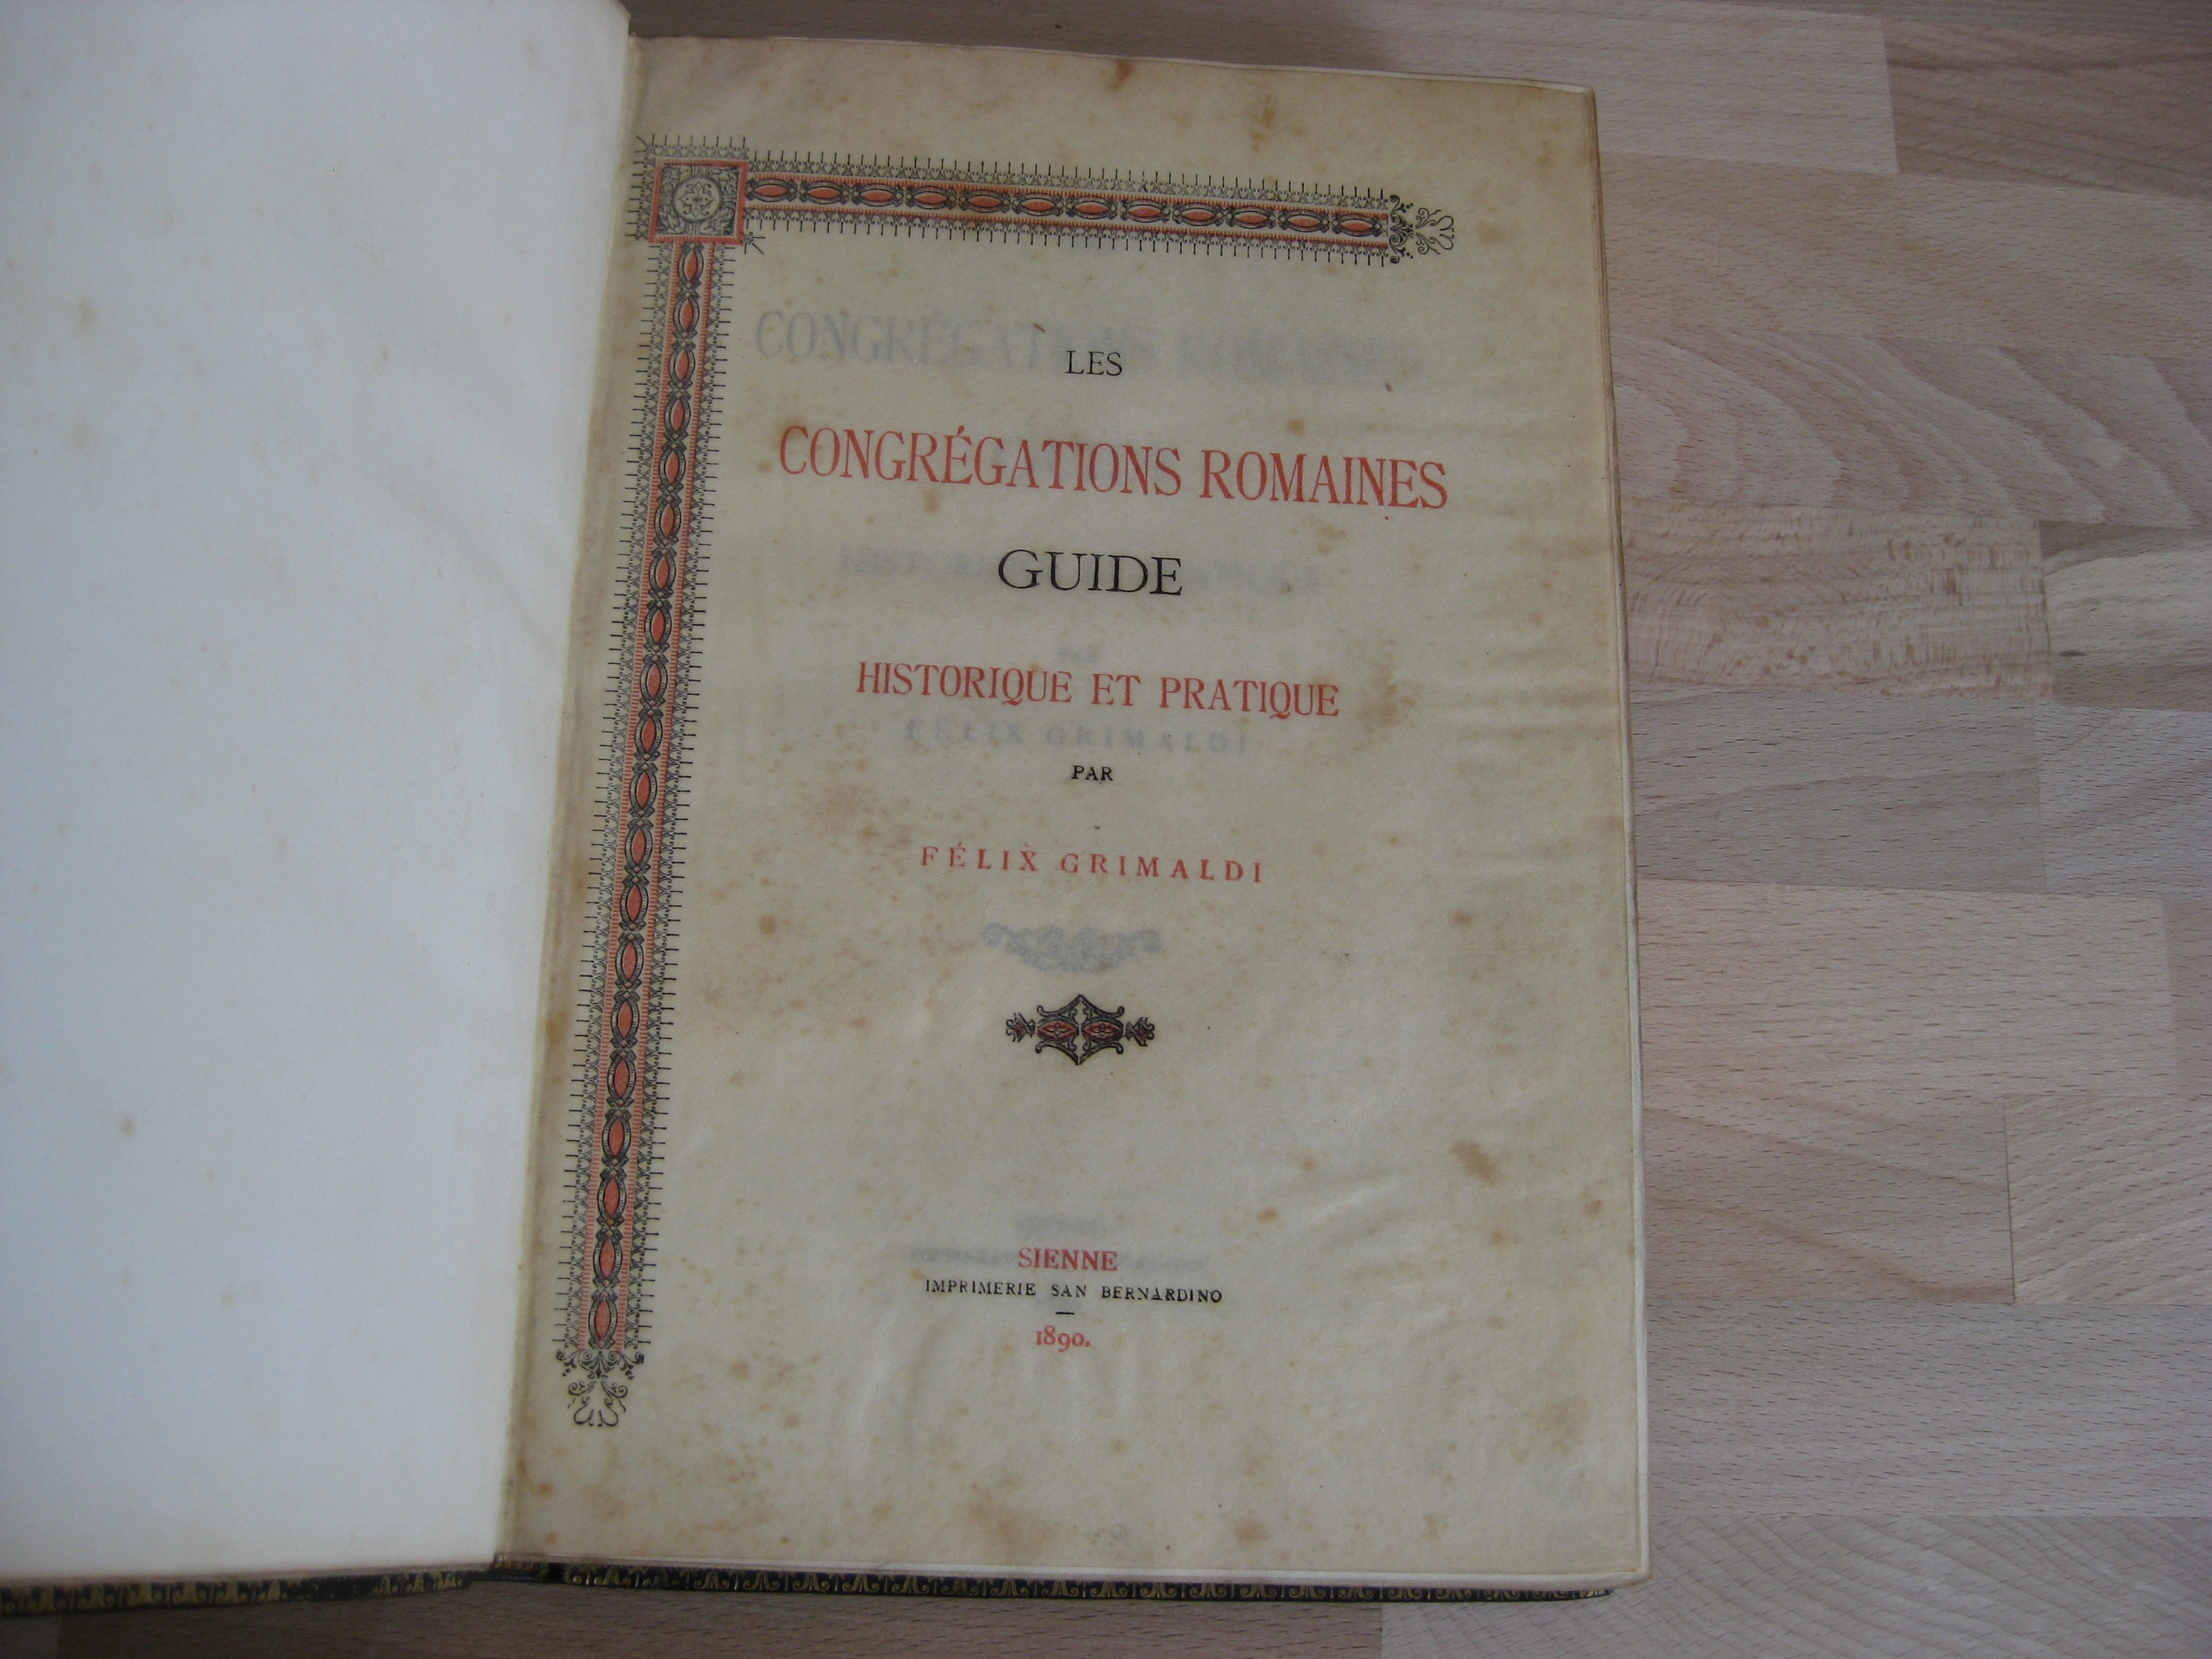 LES
CONGRÉGATIONS ROMAINES
GUIDE
HISTORIQUE ET PRATIQUE
PAR
FÉLIX GRIMALDI
SIENNE
IMPRIMERIE SAN BERNARDINO
1890.